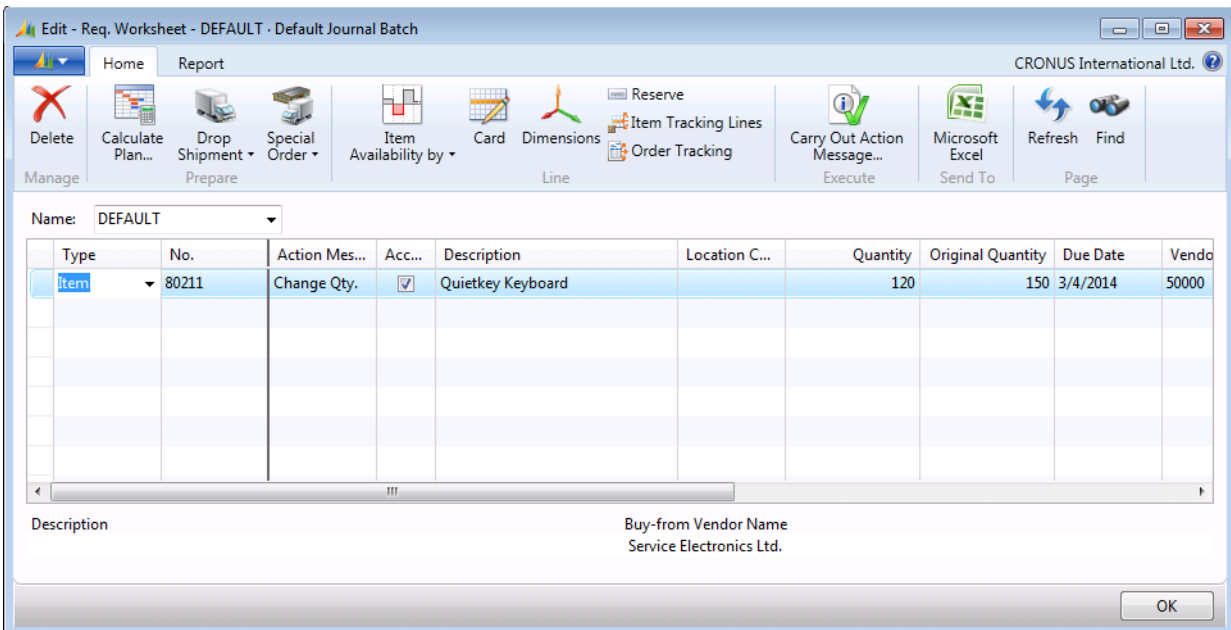 Edit - Req. Worksheet - DEFAULT · Default Journal Batch
Home Report CRONUS International Ltd.
Delete
Calculate Plan...
Drop Shipment
Special Order
Item Availability by
Card
Dimensions
Reserve
Item Tracking Lines
Order Tracking
Carry Out Action Message...
Microsoft Excel
Refresh
Find
Manage Prepare Line Execute Send To Page
Name: DEFAULT
Type No. Action Mes... Acc... Description Location C... Quantity Original Quantity Due Date Vendo
Item 80211 Change Qty. Quietkey Keyboard 120 150 3/4/2014 50000
Description Buy-from Vendor Name
Service Electronics Ltd.
OK